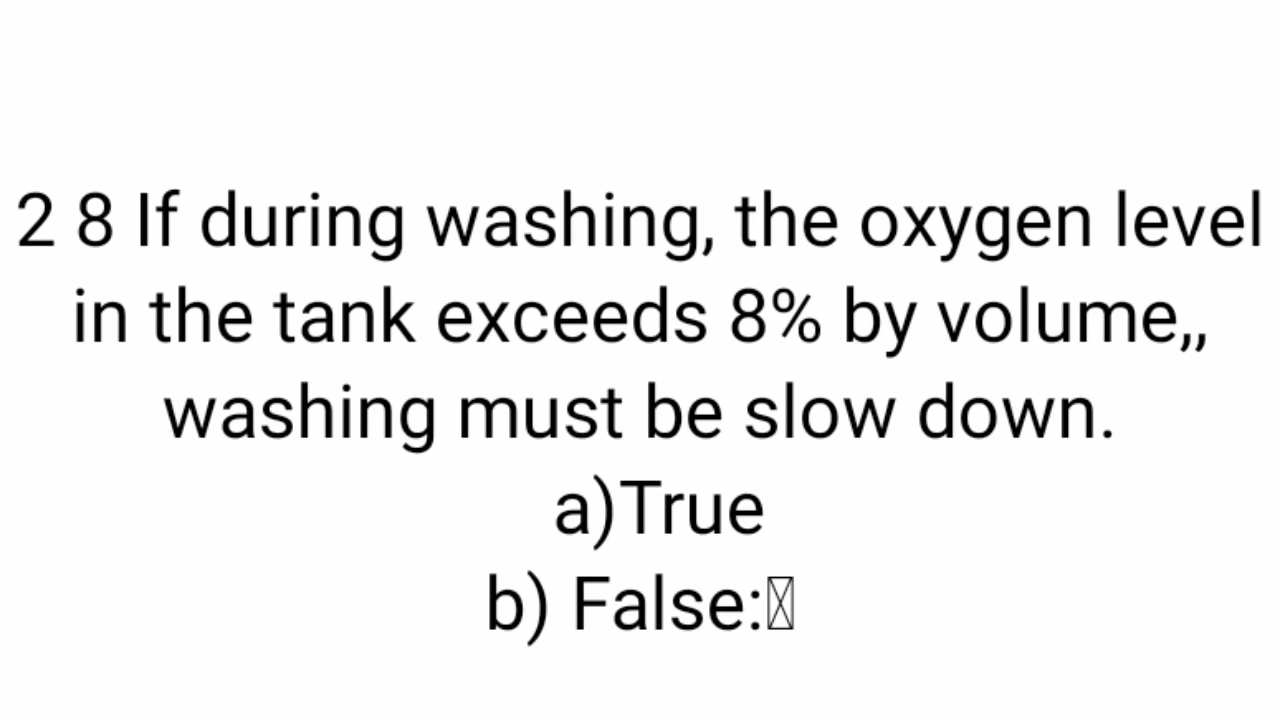 2 8 If during washing, the oxygen level
in the tank exceeds 8% by volume,,
washing must be slow down.
a)True
b) False: